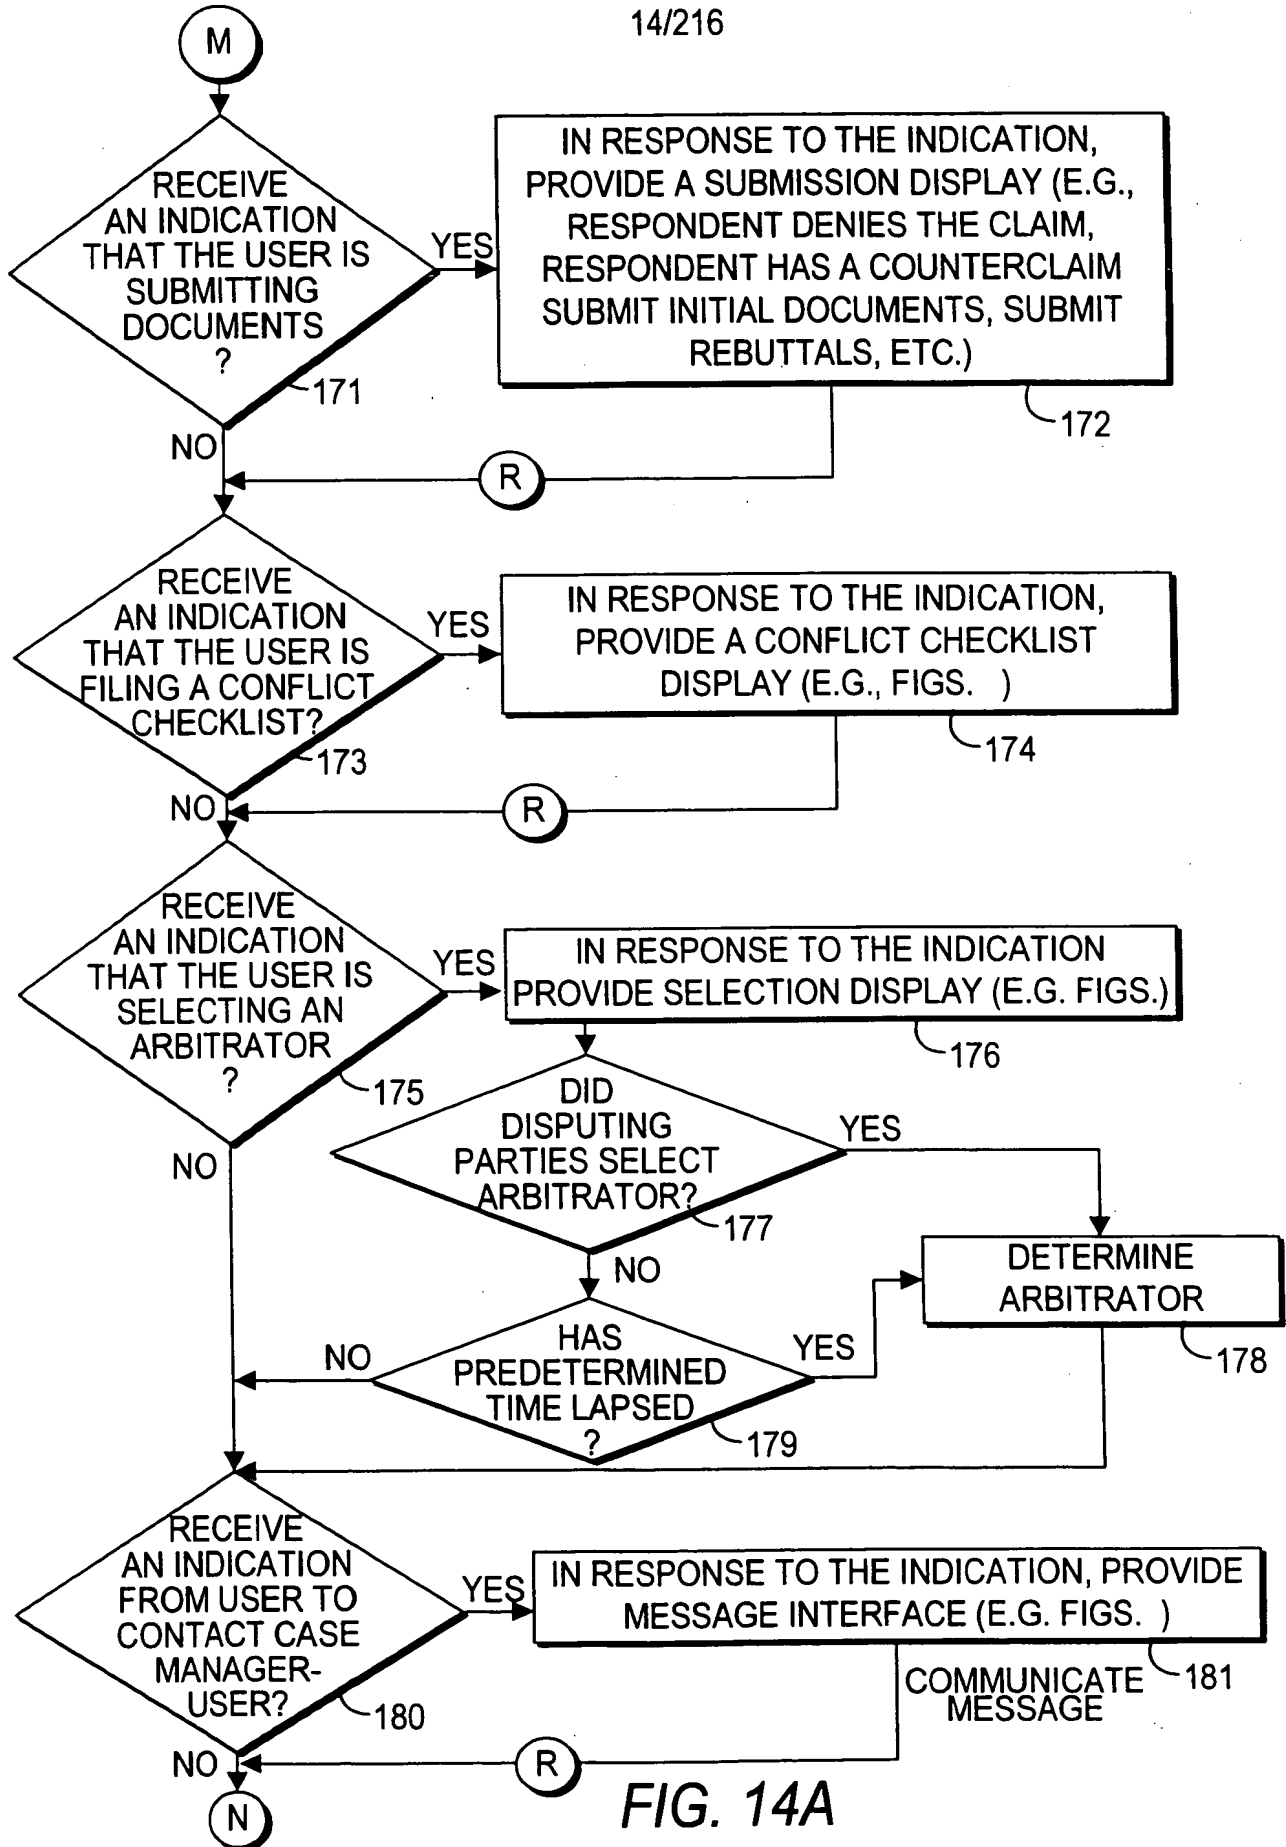 14/216
M
RECEIVE
AN INDICATION
THAT THE USER IS
SUBMITTING
DOCUMENTS
?
171
YES
NO
IN RESPONSE TO THE INDICATION,
PROVIDE A SUBMISSION DISPLAY (E.G.,
RESPONDENT DENIES THE CLAIM,
RESPONDENT HAS A COUNTERCLAIM
SUBMIT INITIAL DOCUMENTS, SUBMIT
REBUTTALS, ETC.)
172
R
RECEIVE
AN INDICATION
THAT THE USER IS
FILING A CONFLICT
CHECKLIST?
173
YES
NO
IN RESPONSE TO THE INDICATION,
PROVIDE A CONFLICT CHECKLIST
DISPLAY (E.G., FIGS. )
174
R
RECEIVE
AN INDICATION
THAT THE USER IS
SELECTING AN
ARBITRATOR
?
175
YES
NO
IN RESPONSE TO THE INDICATION
PROVIDE SELECTION DISPLAY (E.G. FIGS.)
176
DID
DISPUTING
PARTIES SELECT
ARBITRATOR?
177
YES
NO
DETERMINE
ARBITRATOR
178
HAS
PREDETERMINED
TIME LAPSED
?
179
YES
NO
RECEIVE
AN INDICATION
FROM USER TO
CONTACT CASE
MANAGER-
USER?
180
YES
NO
IN RESPONSE TO THE INDICATION, PROVIDE
MESSAGE INTERFACE (E.G. FIGS. )
181
COMMUNICATE
MESSAGE
R
N
FIG. 14A